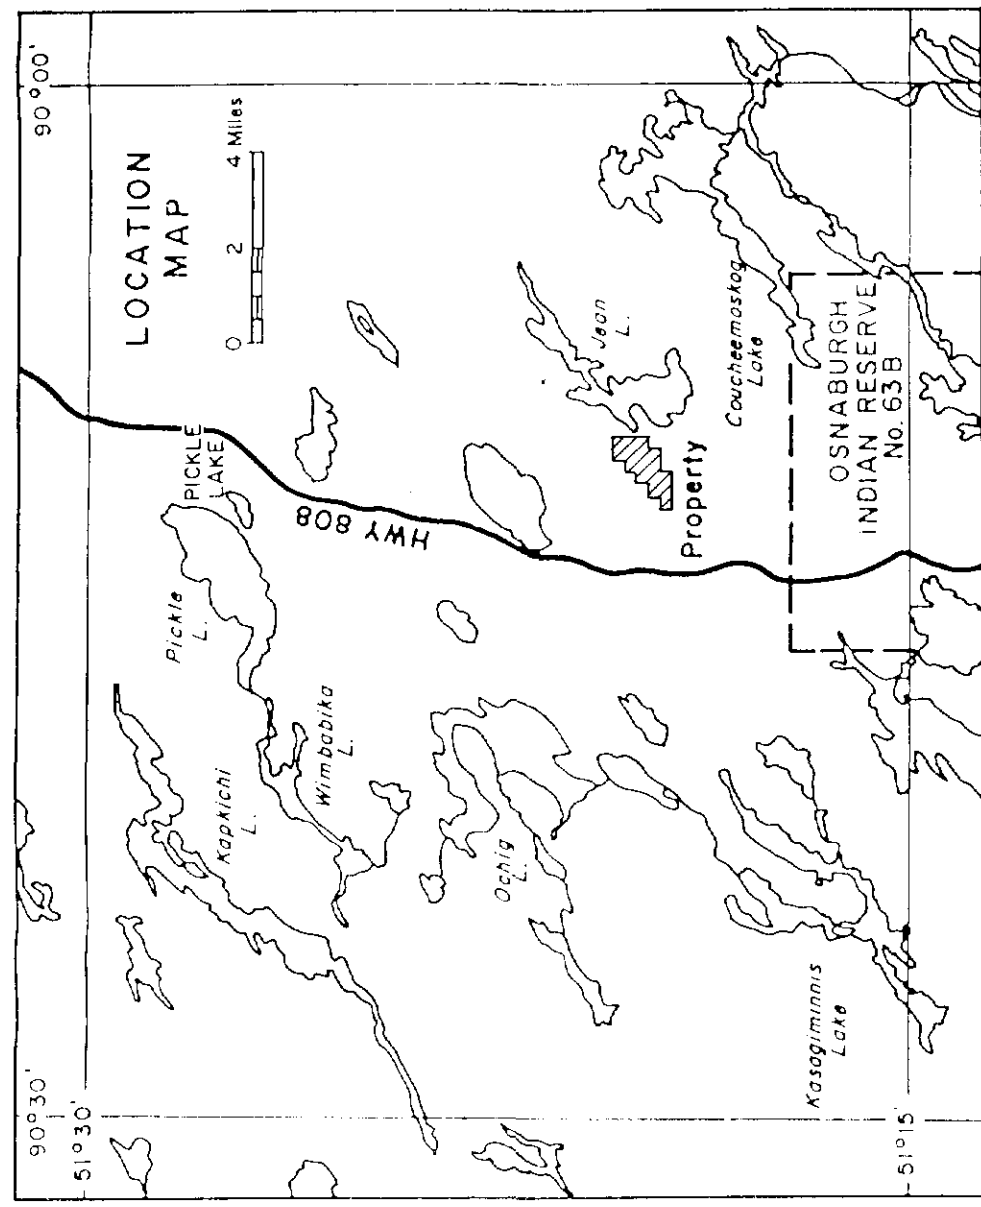 LOCATION
MAP
0 2 4 Miles
90°30'
90°00'
51°30'
51°15'
PICKLE
LAKE
HWY 808
Pickle
L.
Kapkichi
L.
Wimbabika
L.
Ochig
L.
Jean
L.
Property
Coucheemoskog
Lake
OSNABURGH
INDIAN RESERVE
No. 63B
Kasagiminnis
Lake